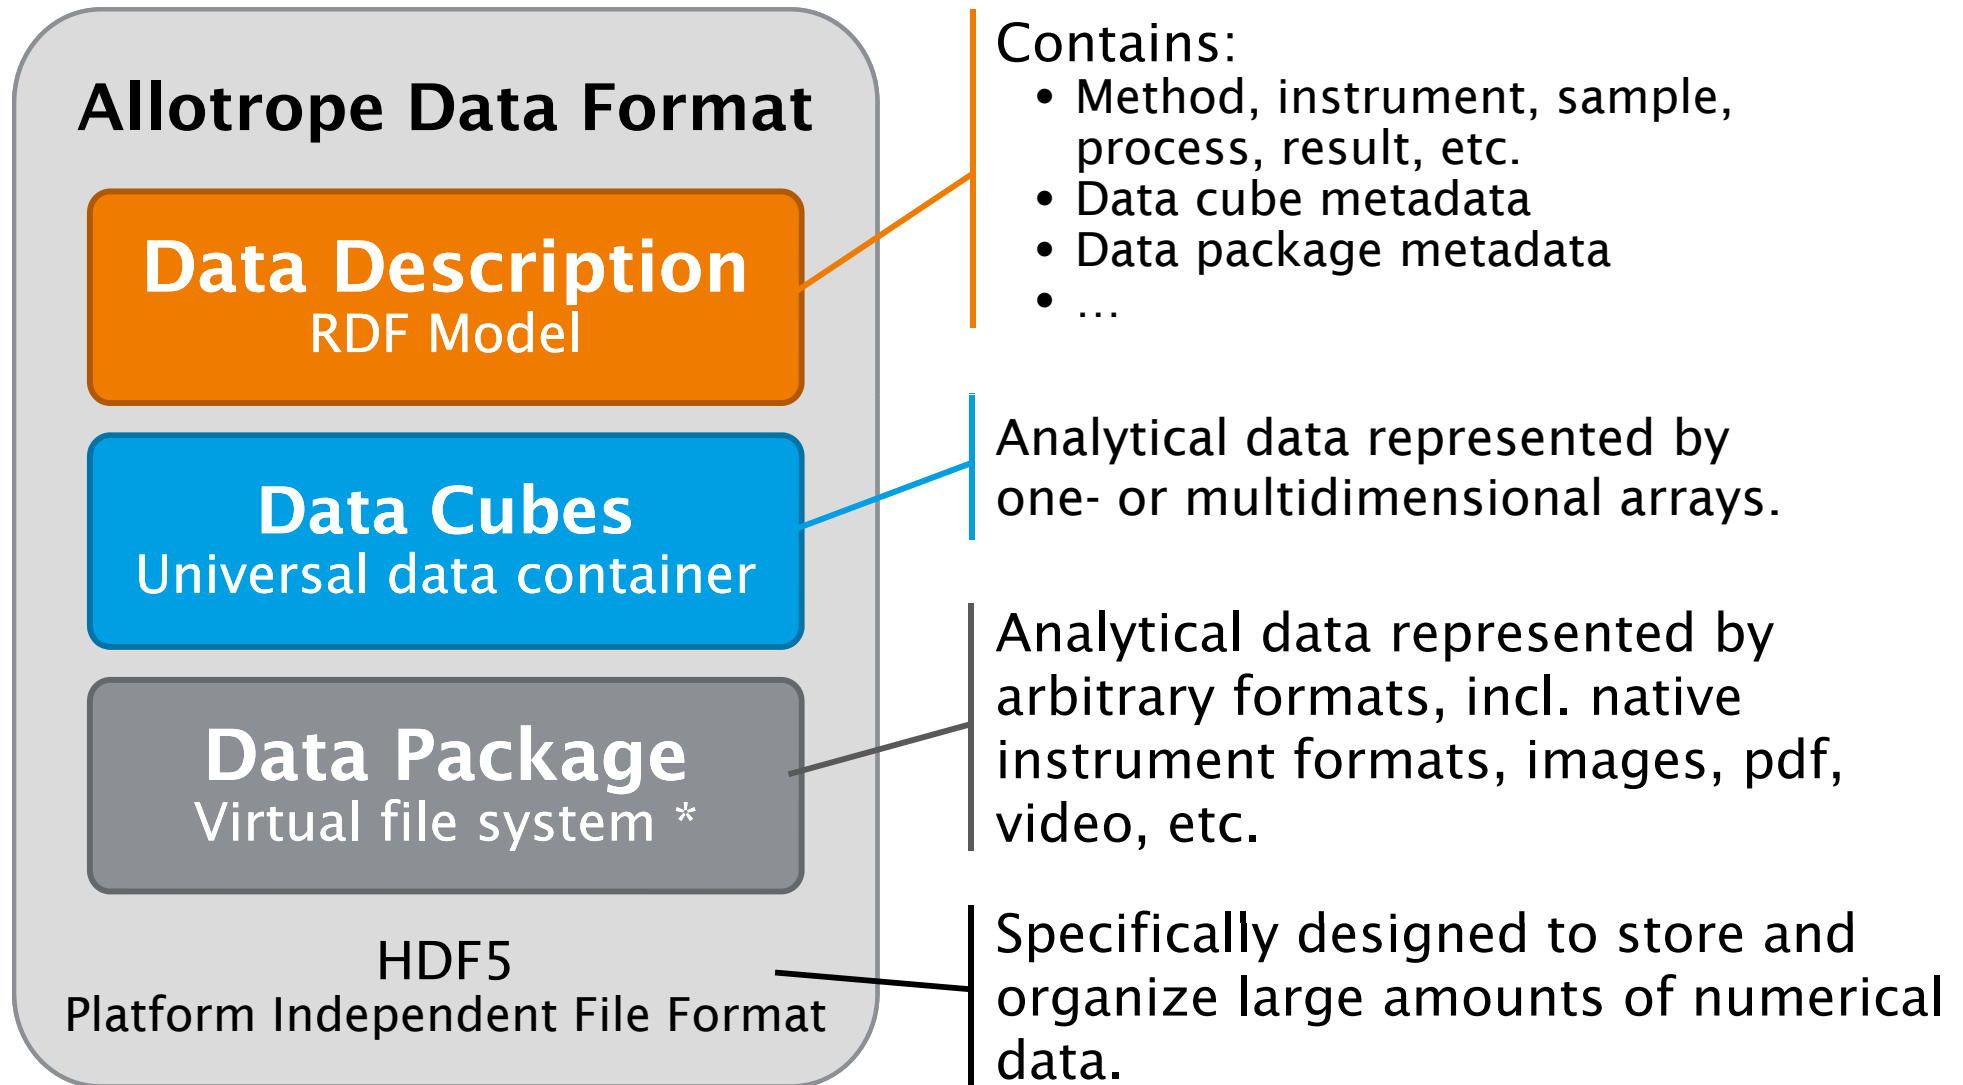 Allotrope Data Format
Data Description
RDF Model
Data Cubes
Universal data container
Data Package
Virtual file system *
HDF5
Platform Independent File Format
Contains:
• Method, instrument, sample,
process, result, etc.
• Data cube metadata
• Data package metadata
• …
Analytical data represented by
one- or multidimensional arrays.
Analytical data represented by
arbitrary formats, incl. native
instrument formats, images, pdf,
video, etc.
Specifically designed to store and
organize large amounts of numerical
data.